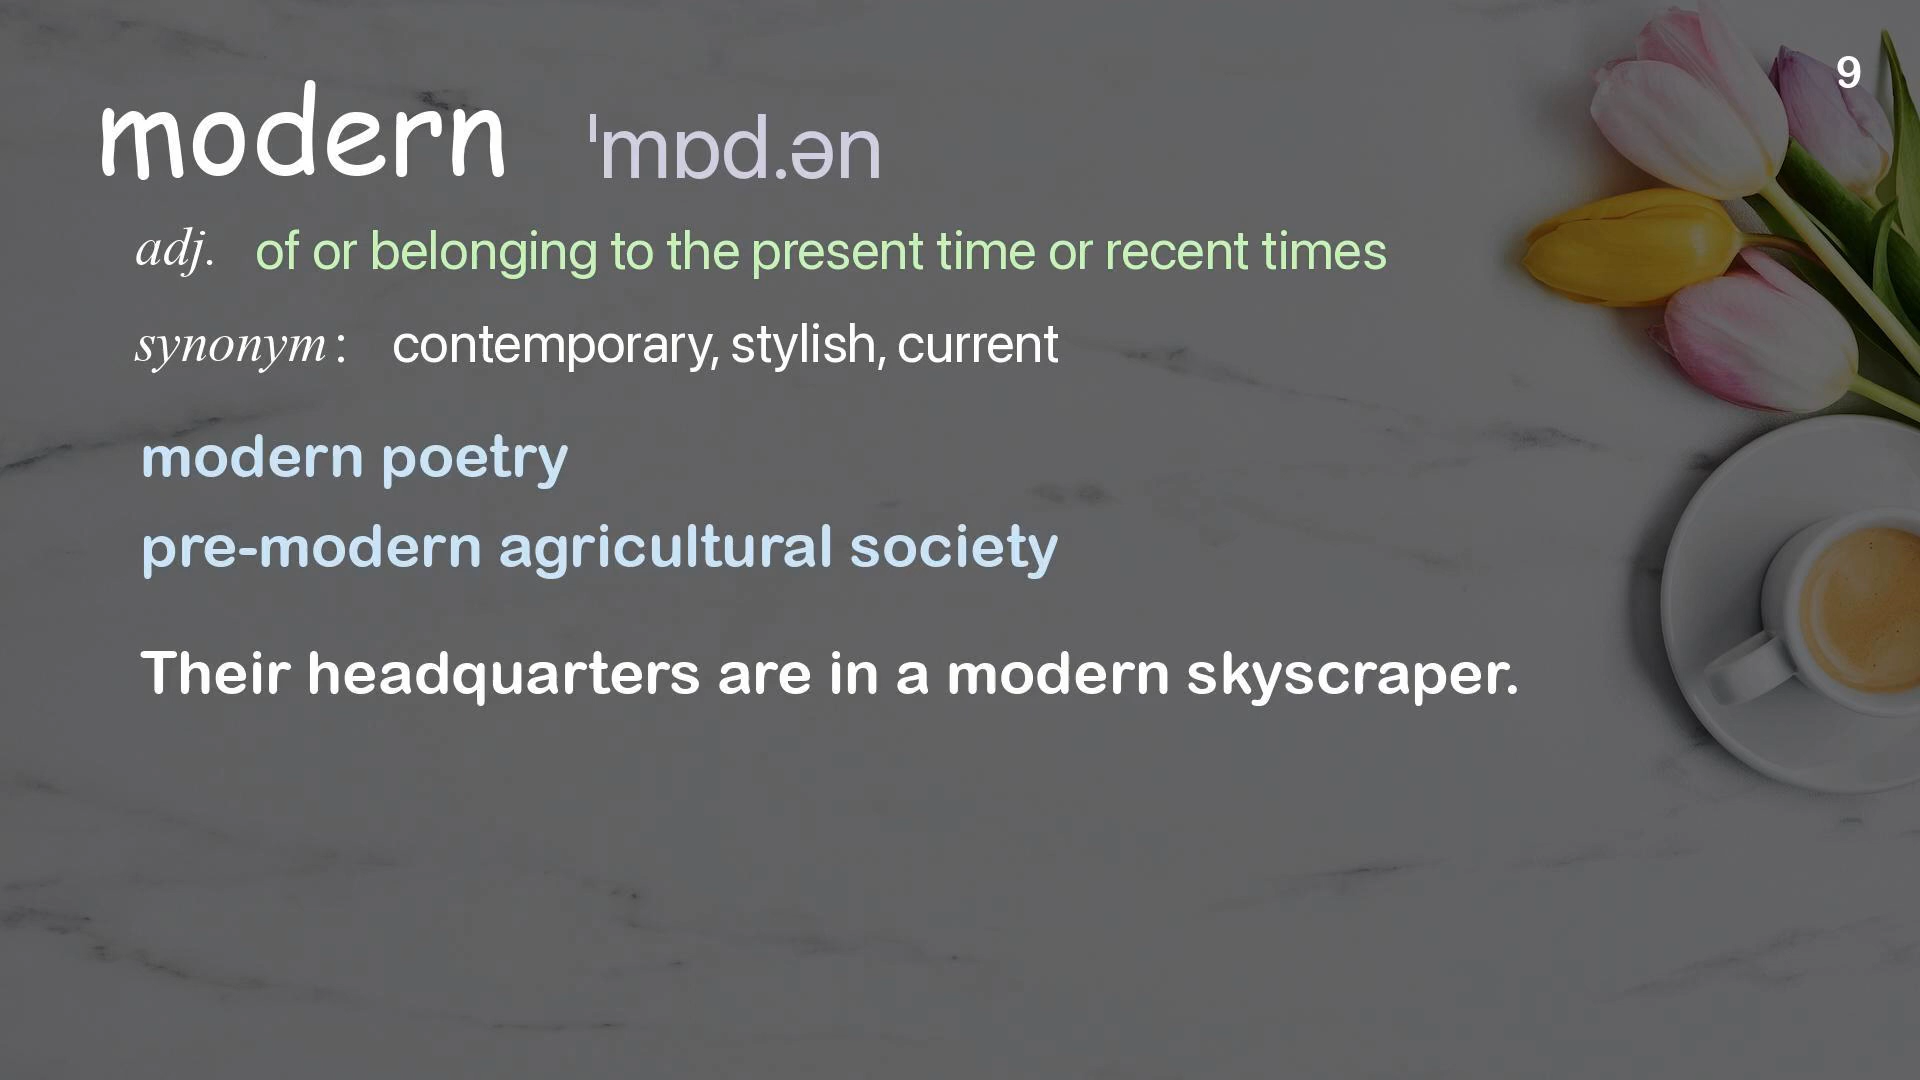 9
modern ˈmɒd.ən
adj. of or belonging to the present time or recent times
synonym: contemporary, stylish, current
modern poetry
pre-modern agricultural society
Their headquarters are in a modern skyscraper.